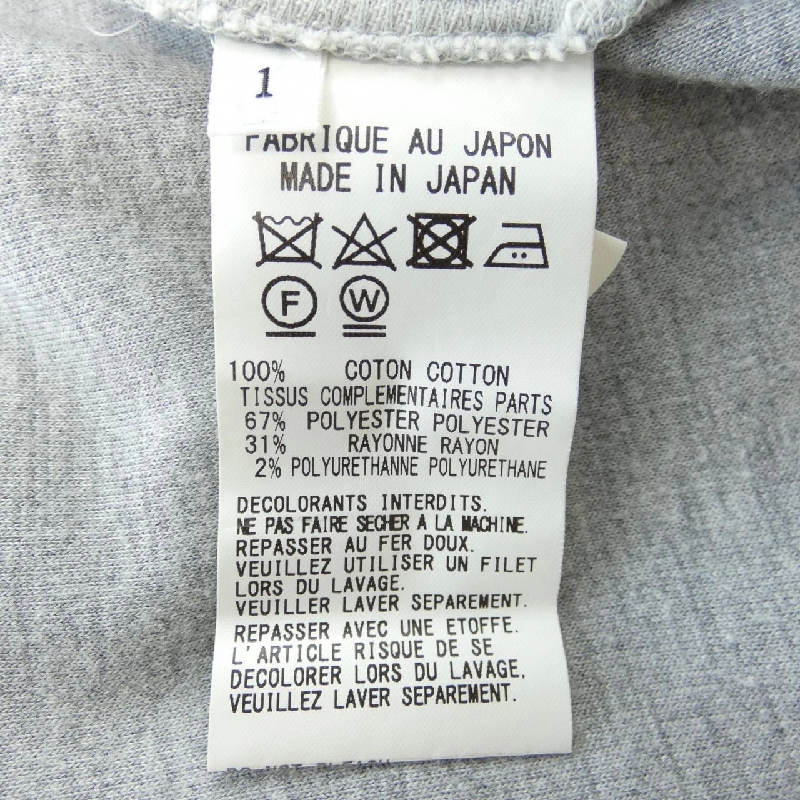 1
FABRIQUE AU JAPON
MADE IN JAPAN
F W
100% COTON COTTON
TISSUS COMPLEMENTAIRES PARTS
67% POLYESTER POLYESTER
31% RAYONNE RAYON
2% POLYURETHANNE POLYURETHANE
DECOLORANTS INTERDITS.
NE PAS FAIRE SECHER A LA MACHINE.
REPASSER AU FER DOUX.
VEUILLEZ UTILISER UN FILET
LORS DU LAVAGE.
VEUILLER LAVER SEPAREMENT.
REPASSER AVEC UNE ETOFFE.
L'ARTICLE RISQUE DE SE
DECOLORER LORS DU LAVAGE,
VEUILLEZ LAVER SEPAREMENT.
DO NOT BLEACH